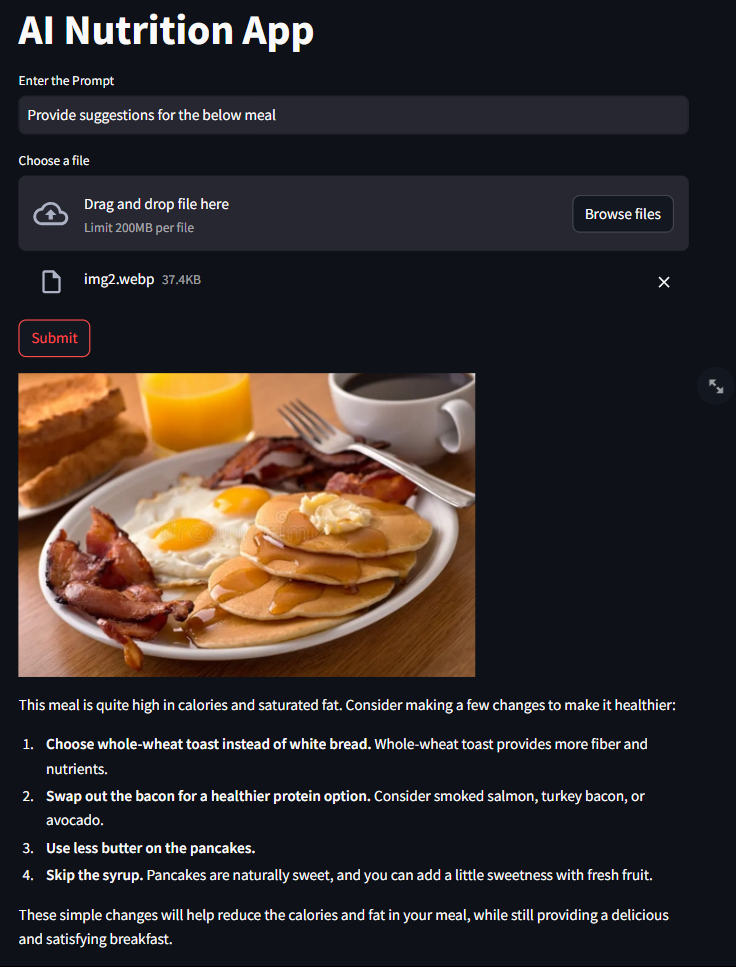 AI Nutrition App
Enter the Prompt
Provide suggestions for the below meal
Choose a file
Drag and drop file here
Limit 200MB per file
Browse files
img2.webp 37.4KB
Submit
This meal is quite high in calories and saturated fat. Consider making a few changes to make it healthier:
1. Choose whole-wheat toast instead of white bread. Whole-wheat toast provides more fiber and
nutrients.
2. Swap out the bacon for a healthier protein option. Consider smoked salmon, turkey bacon, or
avocado.
3. Use less butter on the pancakes.
4. Skip the syrup. Pancakes are naturally sweet, and you can add a little sweetness with fresh fruit.
These simple changes will help reduce the calories and fat in your meal, while still providing a delicious
and satisfying breakfast.